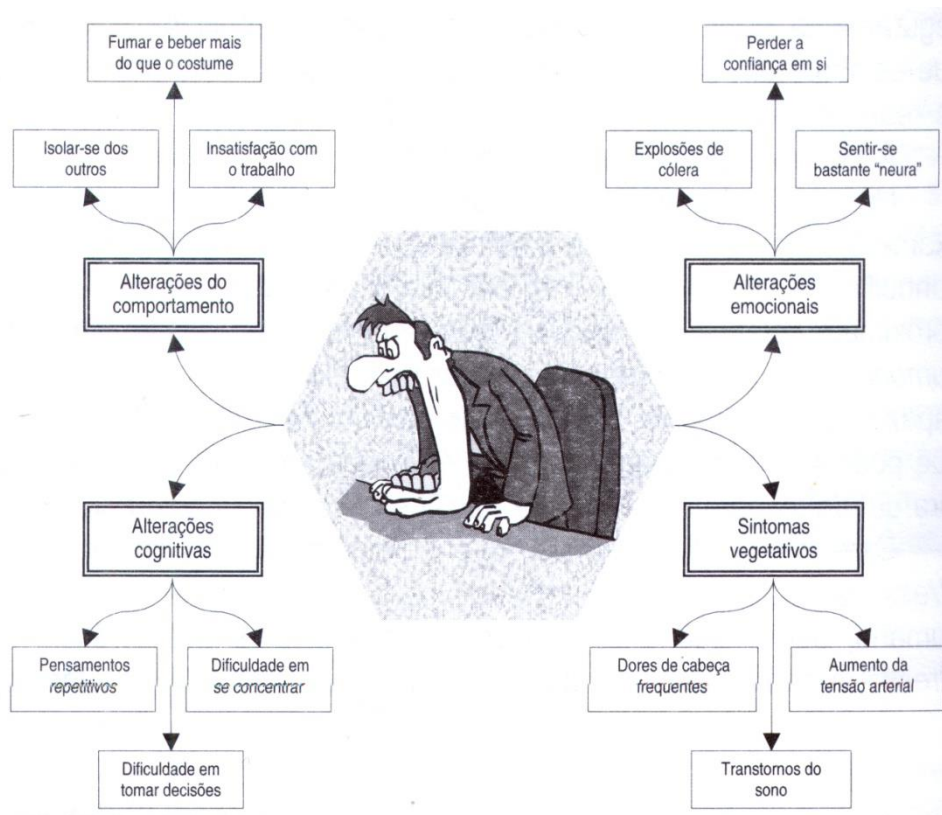 Fumar e beber mais
do que o costume
Isolar-se dos
outros
Insatisfação com
o trabalho
Alterações do
comportamento
Perder a
confiança em si
Explosões de
cólera
Sentir-se
bastante “neura”
Alterações
emocionais
Alterações
cognitivas
Pensamentos
repetitivos
Dificuldade em
se concentrar
Dificuldade em
tomar decisões
Sintomas
vegetativos
Dores de cabeça
frequentes
Aumento da
tensão arterial
Transtornos do
sono